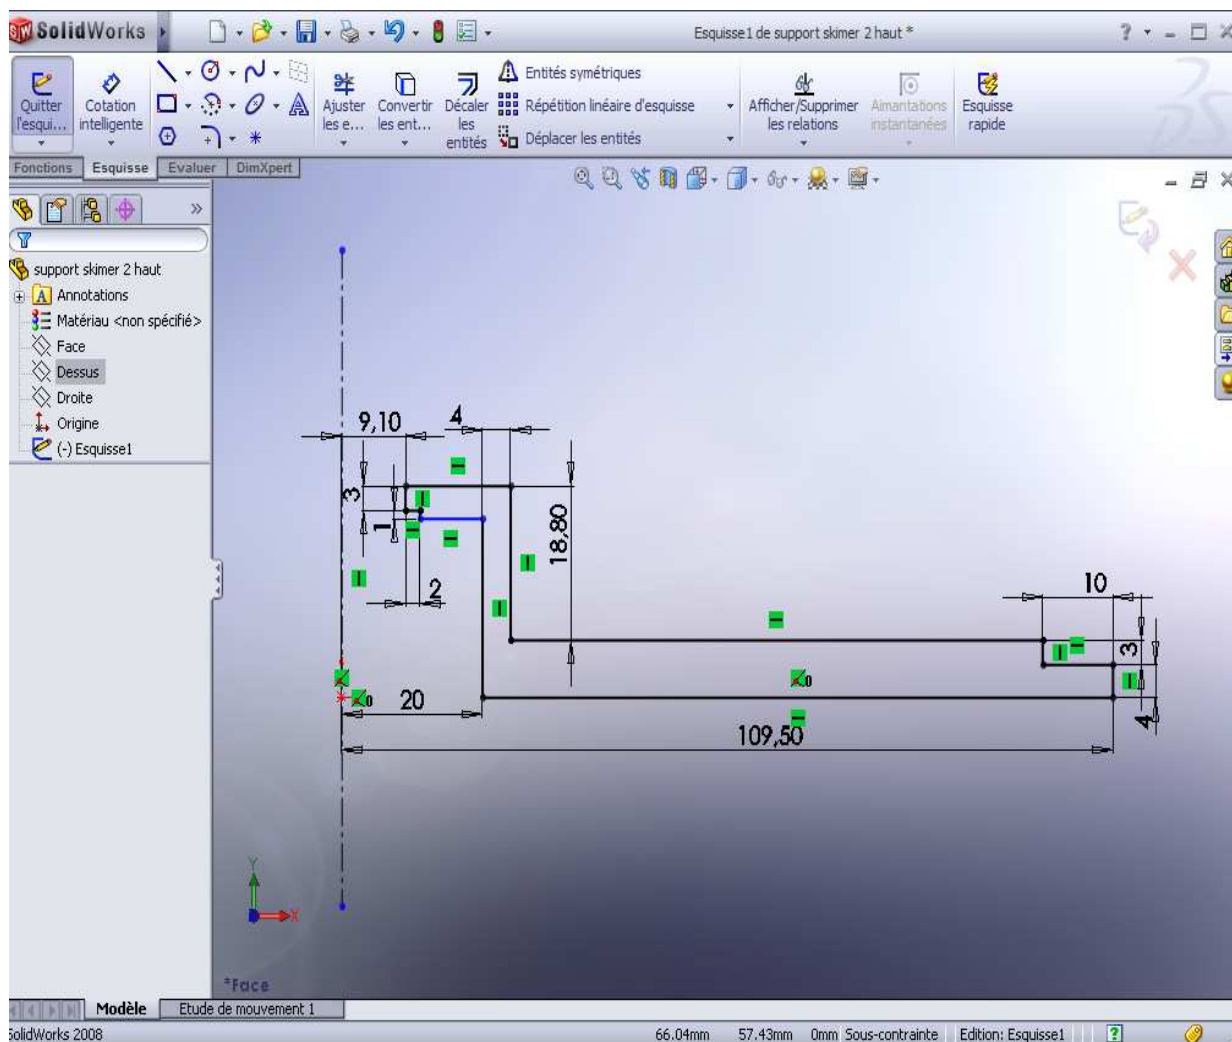 SolidWorks
Esquisse1 de support skimer 2 haut *
Quitter l'esqui...
Cotation intelligente
Ajuster les e...
Convertir les ent...
Décaler les entités
Entités symétriques
Répétition linéaire d'esquisse
Déplacer les entités
Afficher/Supprimer les relations
Aimantations instantanées
Esquisse rapide
Fonctions
Esquisse
Evaluer
DimXpert
support skimer 2 haut
Annotations
Matériau <non spécifié>
Face
Dessus
Droite
Origine
(-) Esquisse1
9,10
4
3
1
2
18,80
10
3
4
20
109,50
Y
X
*Face
Modèle
Etude de mouvement 1
SolidWorks 2008
66.04mm
57.43mm
0mm
Sous-contrainte
Edition: Esquisse1